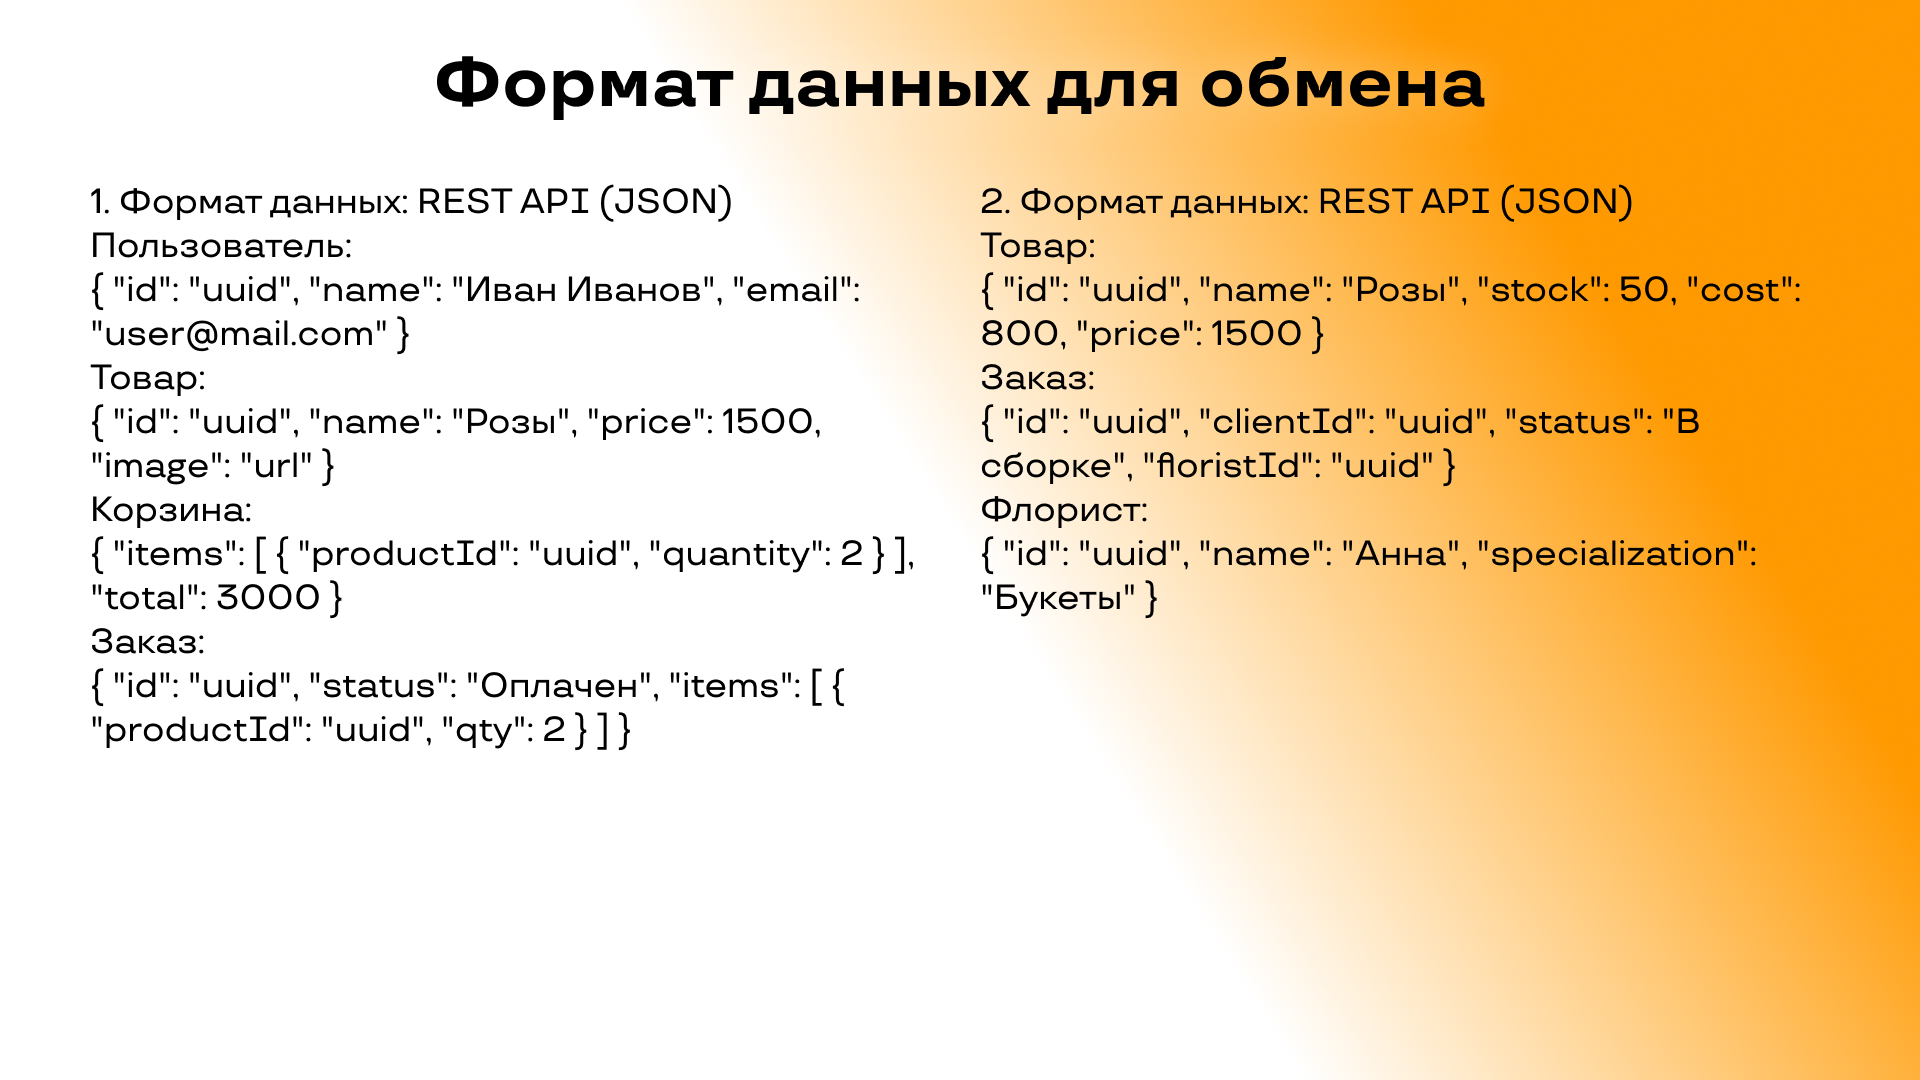 Формат данных для обмена
1. Формат данных: REST API (JSON)
Пользователь:
{ "id": "uuid", "name": "Иван Иванов", "email":
"user@mail.com" }
Товар:
{ "id": "uuid", "name": "Розы", "price": 1500,
"image": "url" }
Корзина:
{ "items": [ { "productId": "uuid", "quantity": 2 } ],
"total": 3000 }
Заказ:
{ "id": "uuid", "status": "Оплачен", "items": [ {
"productId": "uuid", "qty": 2 } ] }
2. Формат данных: REST API (JSON)
Товар:
{ "id": "uuid", "name": "Розы", "stock": 50, "cost":
800, "price": 1500 }
Заказ:
{ "id": "uuid", "clientId": "uuid", "status": "В
сборке", "floristId": "uuid" }
Флорист:
{ "id": "uuid", "name": "Анна", "specialization":
"Букеты" }